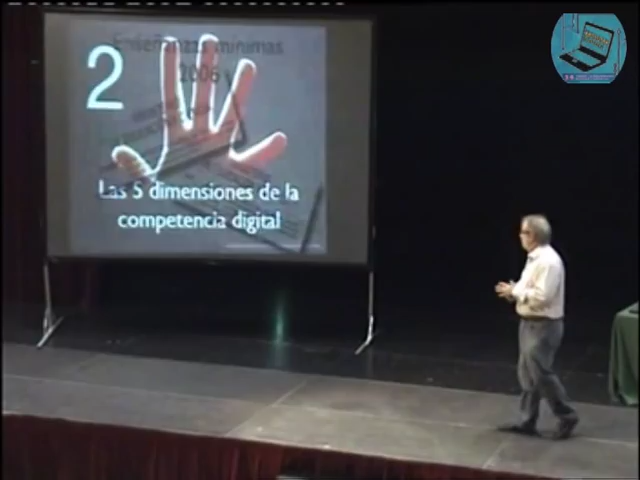 Enseñanzas mínimas
2006
2
Las 5 dimensiones de la
competencia digital